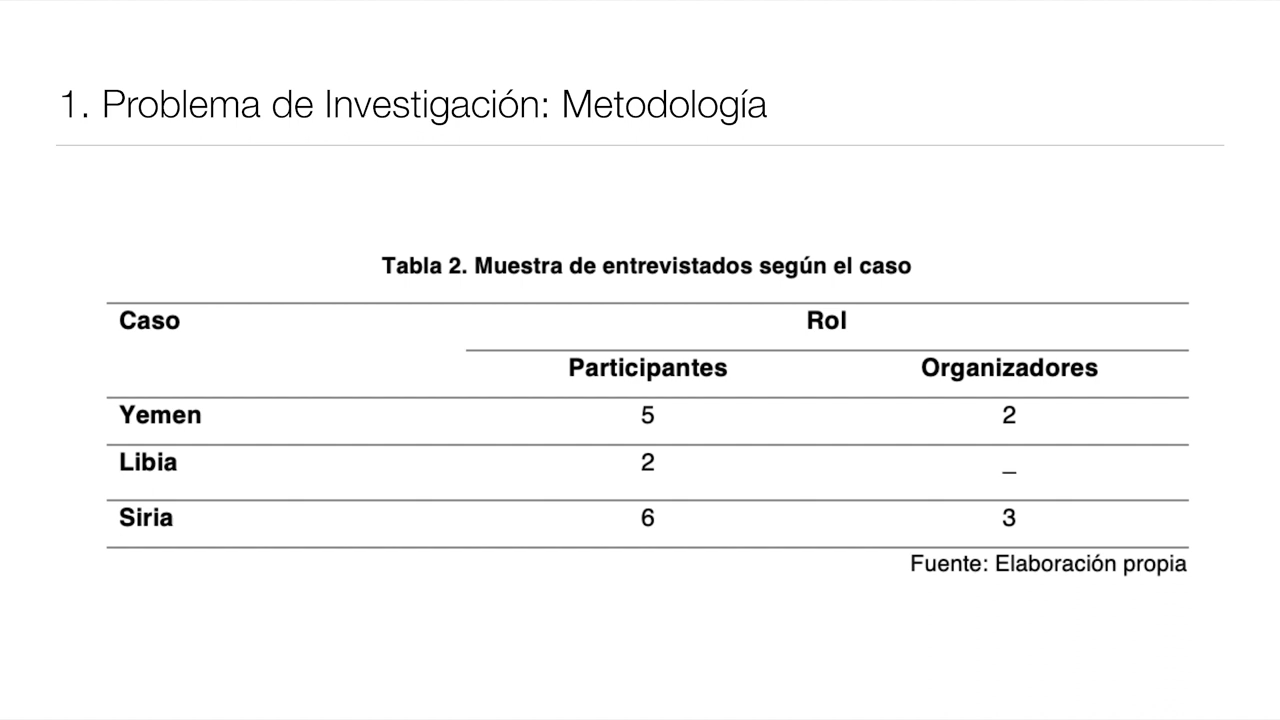 1. Problema de Investigación: Metodología
Tabla 2. Muestra de entrevistados según el caso
Caso Rol
Participantes Organizadores
Yemen 5 2
Libia 2 _
Siria 6 3
Fuente: Elaboración propia